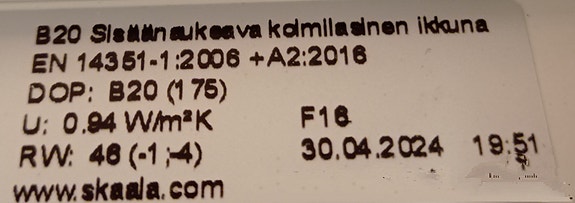 B20 Sisäänaukeava kolmilasinen ikkuna
EN 14351-1:2006 +A2:2016
DOP: B20 (175)
U: 0.94 W/m²K F16
RW: 46 (-1;-4) 30.04.2024 19:51
www.skaala.com